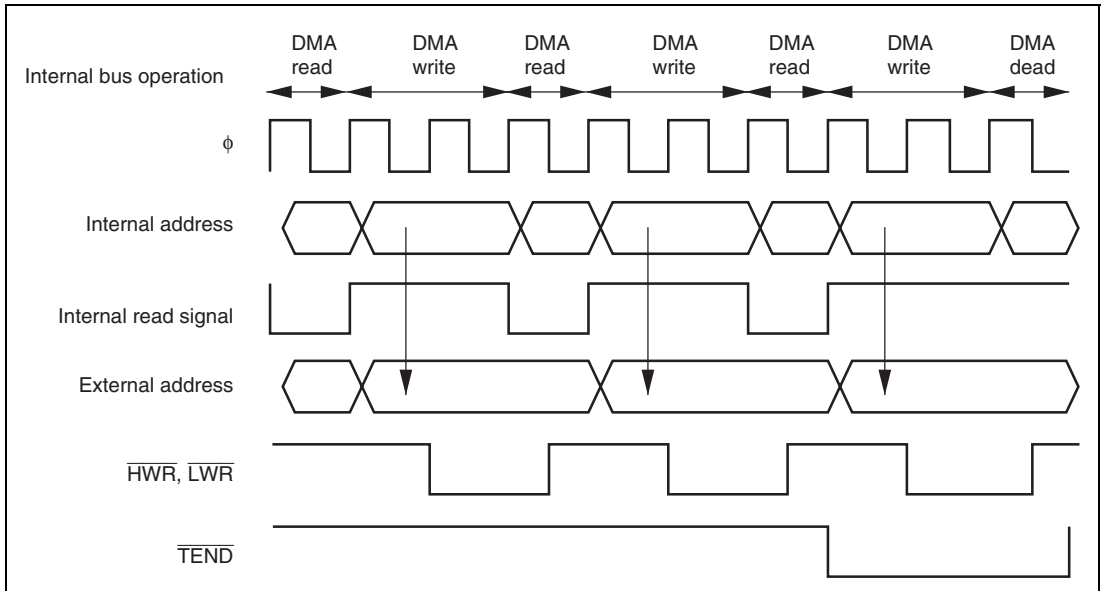 DMA read
DMA write
DMA read
DMA write
DMA read
DMA write
DMA dead
Internal bus operation
ϕ
Internal address
Internal read signal
External address
HWR, LWR
TEND